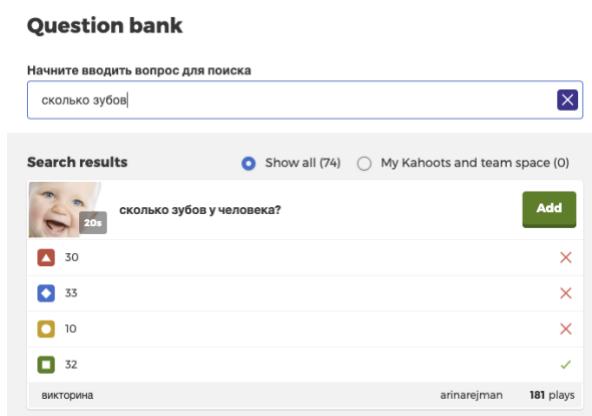 Question bank
Начните вводить вопрос для поиска
сколько зубов
Search results
Show all (74)
My Kahoots and team space (0)
20s
сколько зубов у человека?
Add
30
33
10
32
викторина
arinarejman
181 plays